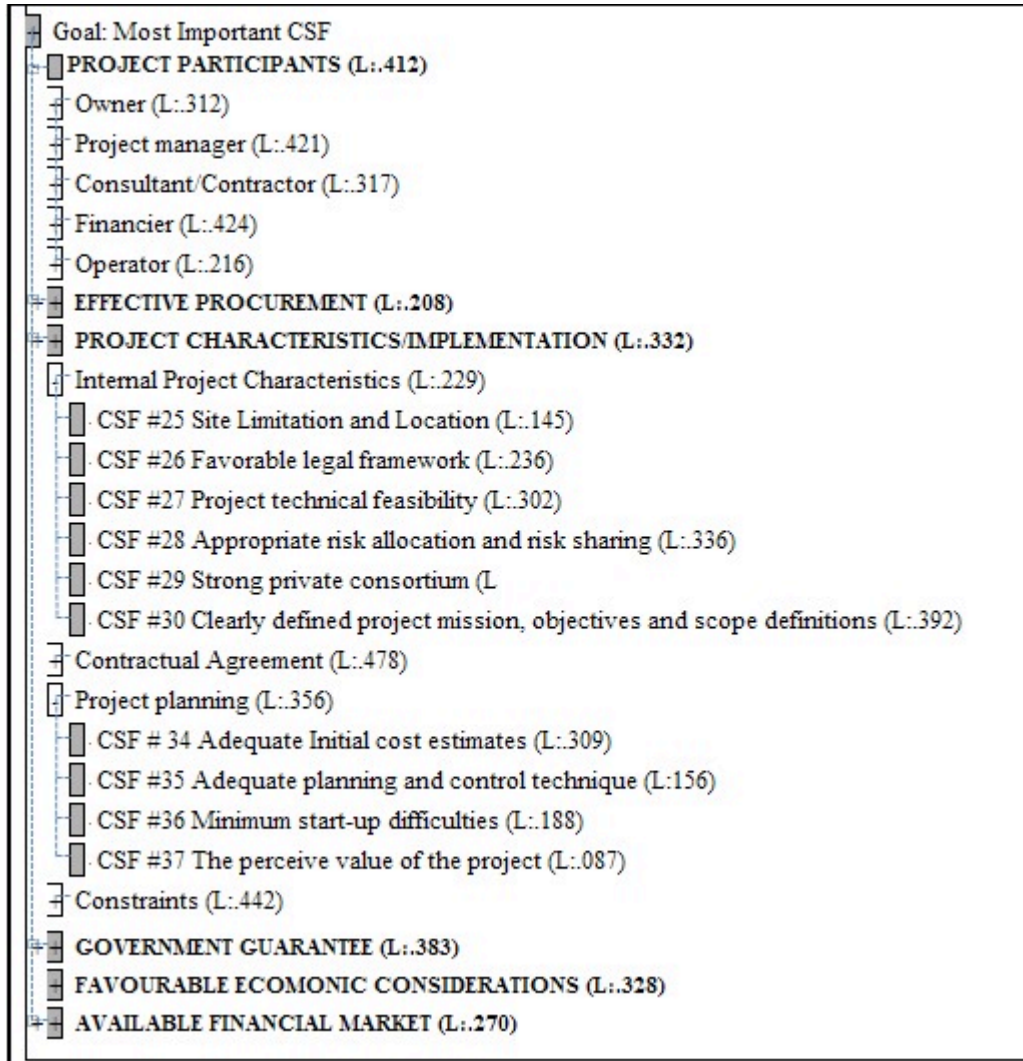 Goal: Most Important CSF
PROJECT PARTICIPANTS (L:.412)
Owner (L:.312)
Project manager (L:.421)
Consultant/Contractor (L:.317)
Financier (L:.424)
Operator (L:.216)
EFFECTIVE PROCUREMENT (L:.208)
PROJECT CHARACTERISTICS/IMPLEMENTATION (L:.332)
Internal Project Characteristics (L:.229)
CSF #25 Site Limitation and Location (L:.145)
CSF #26 Favorable legal framework (L:.236)
CSF #27 Project technical feasibility (L:.302)
CSF #28 Appropriate risk allocation and risk sharing (L:.336)
CSF #29 Strong private consortium (L
CSF #30 Clearly defined project mission, objectives and scope definitions (L:.392)
Contractual Agreement (L:.478)
Project planning (L:.356)
CSF # 34 Adequate Initial cost estimates (L:.309)
CSF #35 Adequate planning and control technique (L:156)
CSF #36 Minimum start-up difficulties (L:.188)
CSF #37 The perceive value of the project (L:.087)
Constraints (L:.442)
GOVERNMENT GUARANTEE (L:.383)
FAVOURABLE ECOMONIC CONSIDERATIONS (L:.328)
AVAILABLE FINANCIAL MARKET (L:.270)